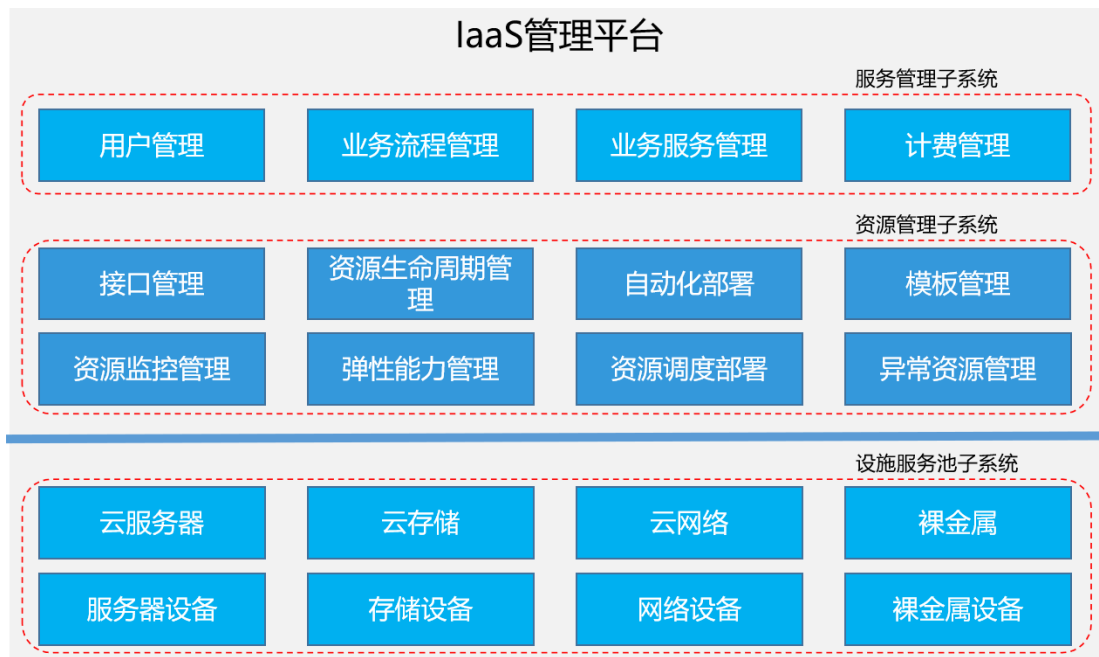 IaaS管理平台
服务管理子系统
用户管理
业务流程管理
业务服务管理
计费管理
资源管理子系统
接口管理
资源生命周期管
理
自动化部署
模板管理
资源监控管理
弹性能力管理
资源调度部署
异常资源管理
设施服务池子系统
云服务器
云存储
云网络
裸金属
服务器设备
存储设备
网络设备
裸金属设备